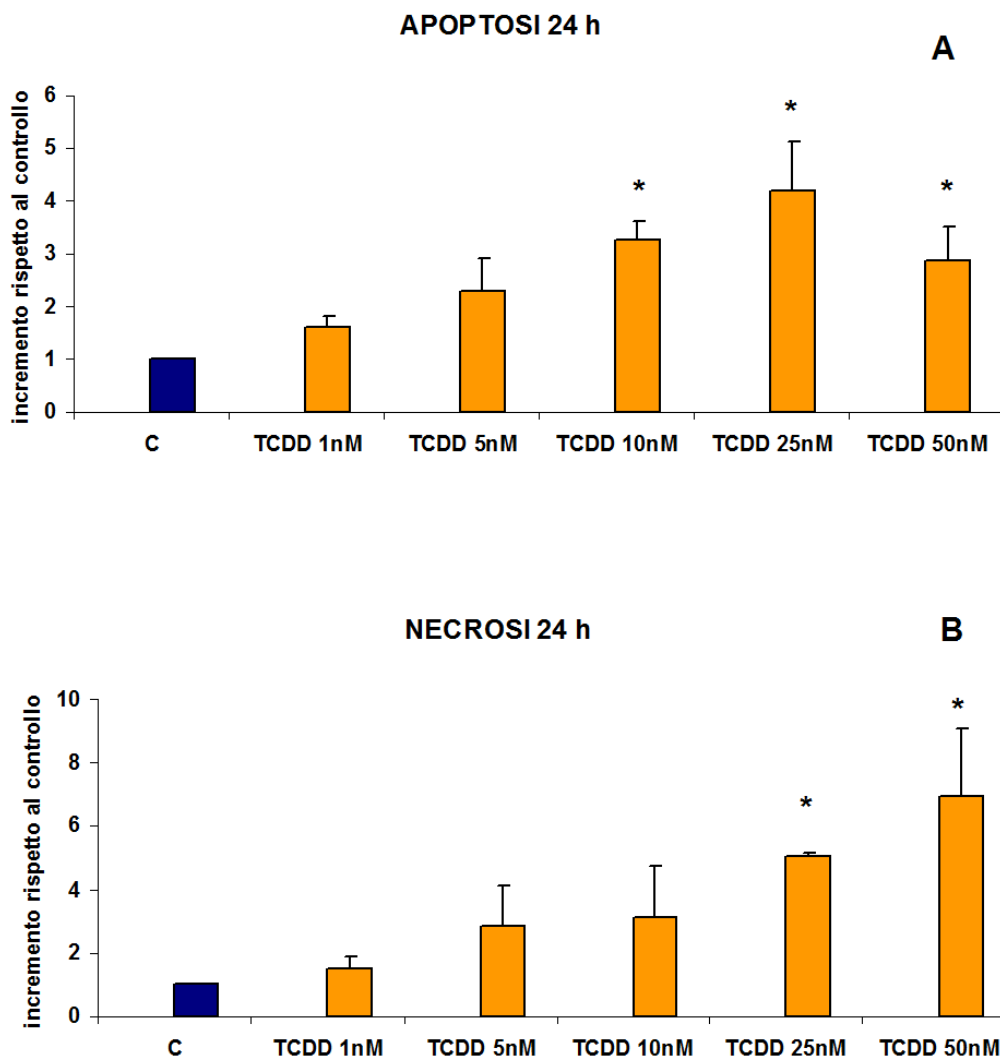 APOPTOSI 24 h
A
incremento rispetto al controllo
6
5
4
3
2
1
0
*
*
*
C TCDD 1nM TCDD 5nM TCDD 10nM TCDD 25nM TCDD 50nM
NECROSI 24 h
B
incremento rispetto al controllo
10
8
6
4
2
0
*
*
C TCDD 1nM TCDD 5nM TCDD 10nM TCDD 25nM TCDD 50nM